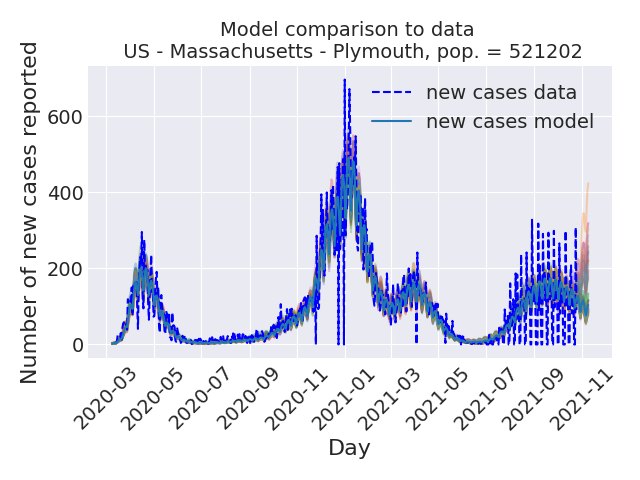 Model comparison to data
US - Massachusetts - Plymouth, pop. = 521202
Number of new cases reported
600
400
200
0
new cases data
new cases model
2020-03
2020-05
2020-07
2020-09
2020-11
2021-01
2021-03
2021-05
2021-07
2021-09
2021-11
Day